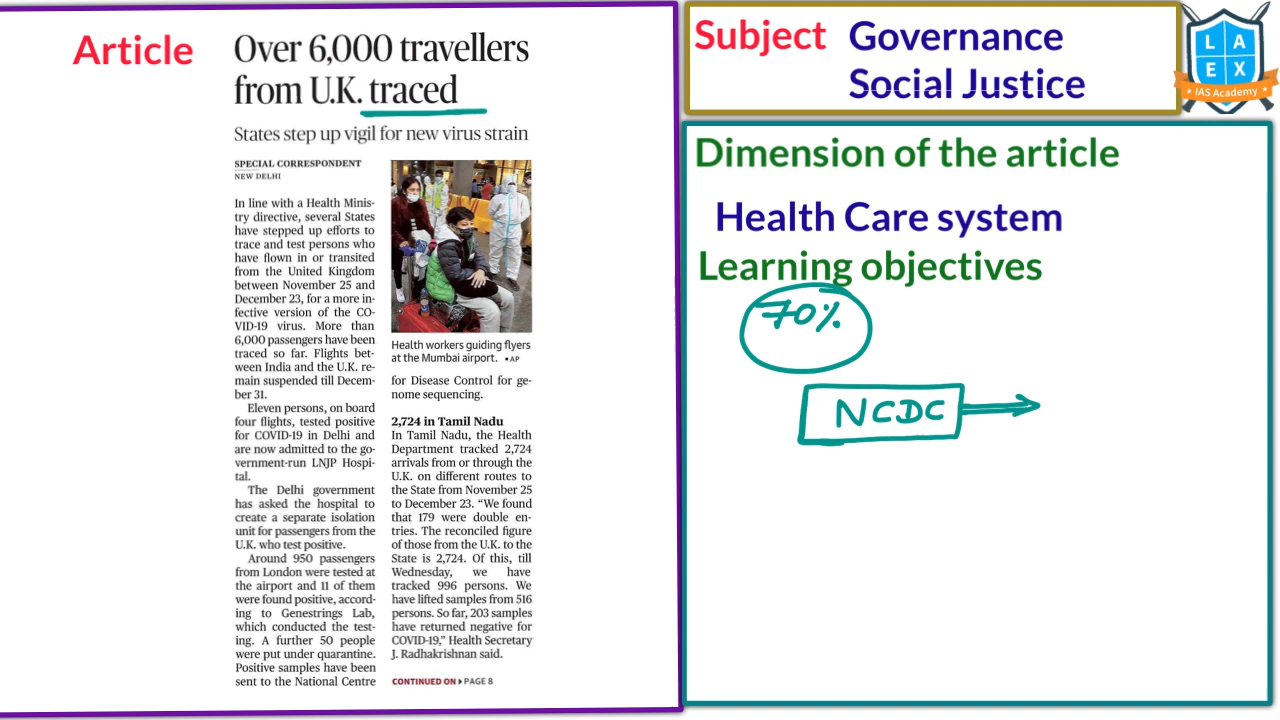 Article
Over 6,000 travellers
from U.K. traced
States step up vigil for new virus strain
SPECIAL CORRESPONDENT
NEW DELHI
In line with a Health Minis-
try directive, several States
have stepped up efforts to
trace and test persons who
have flown in or transited
from the United Kingdom
between November 25 and
December 23, for a more in-
fective version of the CO-
VID-19 virus. More than
6,000 passengers have been
traced so far. Flights bet-
ween India and the U.K. re-
main suspended till Decem-
ber 31.
Eleven persons, on board
four flights, tested positive
for COVID-19 in Delhi and
are now admitted to the go-
vernment-run LNJP Hospi-
tal.
The Delhi government
has asked the hospital to
create a separate isolation
unit for passengers from the
U.K. who test positive.
Around 950 passengers
from London were tested at
the airport and 11 of them
were found positive, accord-
ing to Genestrings Lab,
which conducted the test-
ing. A further 50 people
were put under quarantine.
Positive samples have been
sent to the National Centre
Health workers guiding flyers
at the Mumbai airport. • AP
for Disease Control for ge-
nome sequencing.
2,724 in Tamil Nadu
In Tamil Nadu, the Health
Department tracked 2,724
arrivals from or through the
U.K. on different routes to
the State from November 25
to December 23. “We found
that 179 were double en-
tries. The reconciled figure
of those from the U.K. to the
State is 2,724. Of this, till
Wednesday, we have
tracked 996 persons. We
have lifted samples from 516
persons. So far, 203 samples
have returned negative for
COVID-19,” Health Secretary
J. Radhakrishnan said.
CONTINUED ON ▸ PAGE 8
Subject Governance
Social Justice
L A
E X
IAS Academy
Dimension of the article
Health Care system
Learning objectives
70%
NCDC